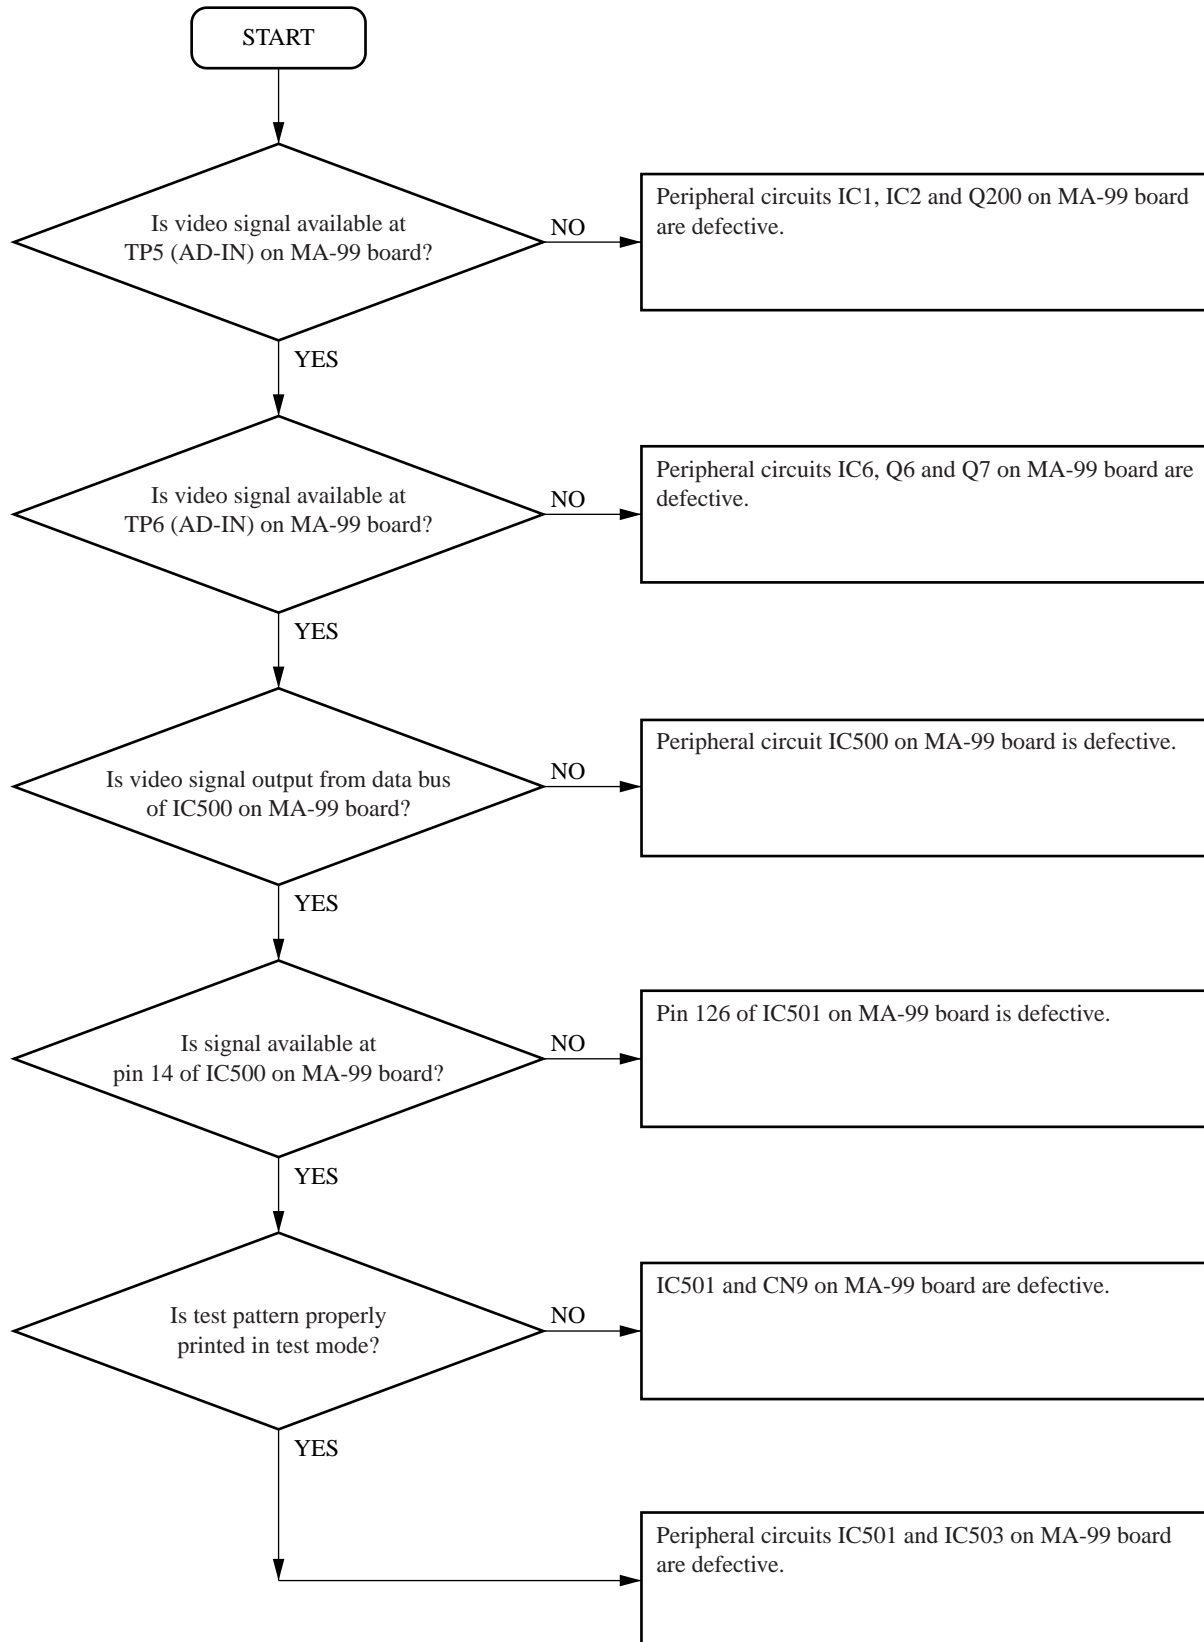 START
Is video signal available at
TP5 (AD-IN) on MA-99 board?
NO
Peripheral circuits IC1, IC2 and Q200 on MA-99 board
are defective.
YES
Is video signal available at
TP6 (AD-IN) on MA-99 board?
NO
Peripheral circuits IC6, Q6 and Q7 on MA-99 board are
defective.
YES
Is video signal output from data bus
of IC500 on MA-99 board?
NO
Peripheral circuit IC500 on MA-99 board is defective.
YES
Is signal available at
pin 14 of IC500 on MA-99 board?
NO
Pin 126 of IC501 on MA-99 board is defective.
YES
Is test pattern properly
printed in test mode?
NO
IC501 and CN9 on MA-99 board are defective.
YES
Peripheral circuits IC501 and IC503 on MA-99 board
are defective.